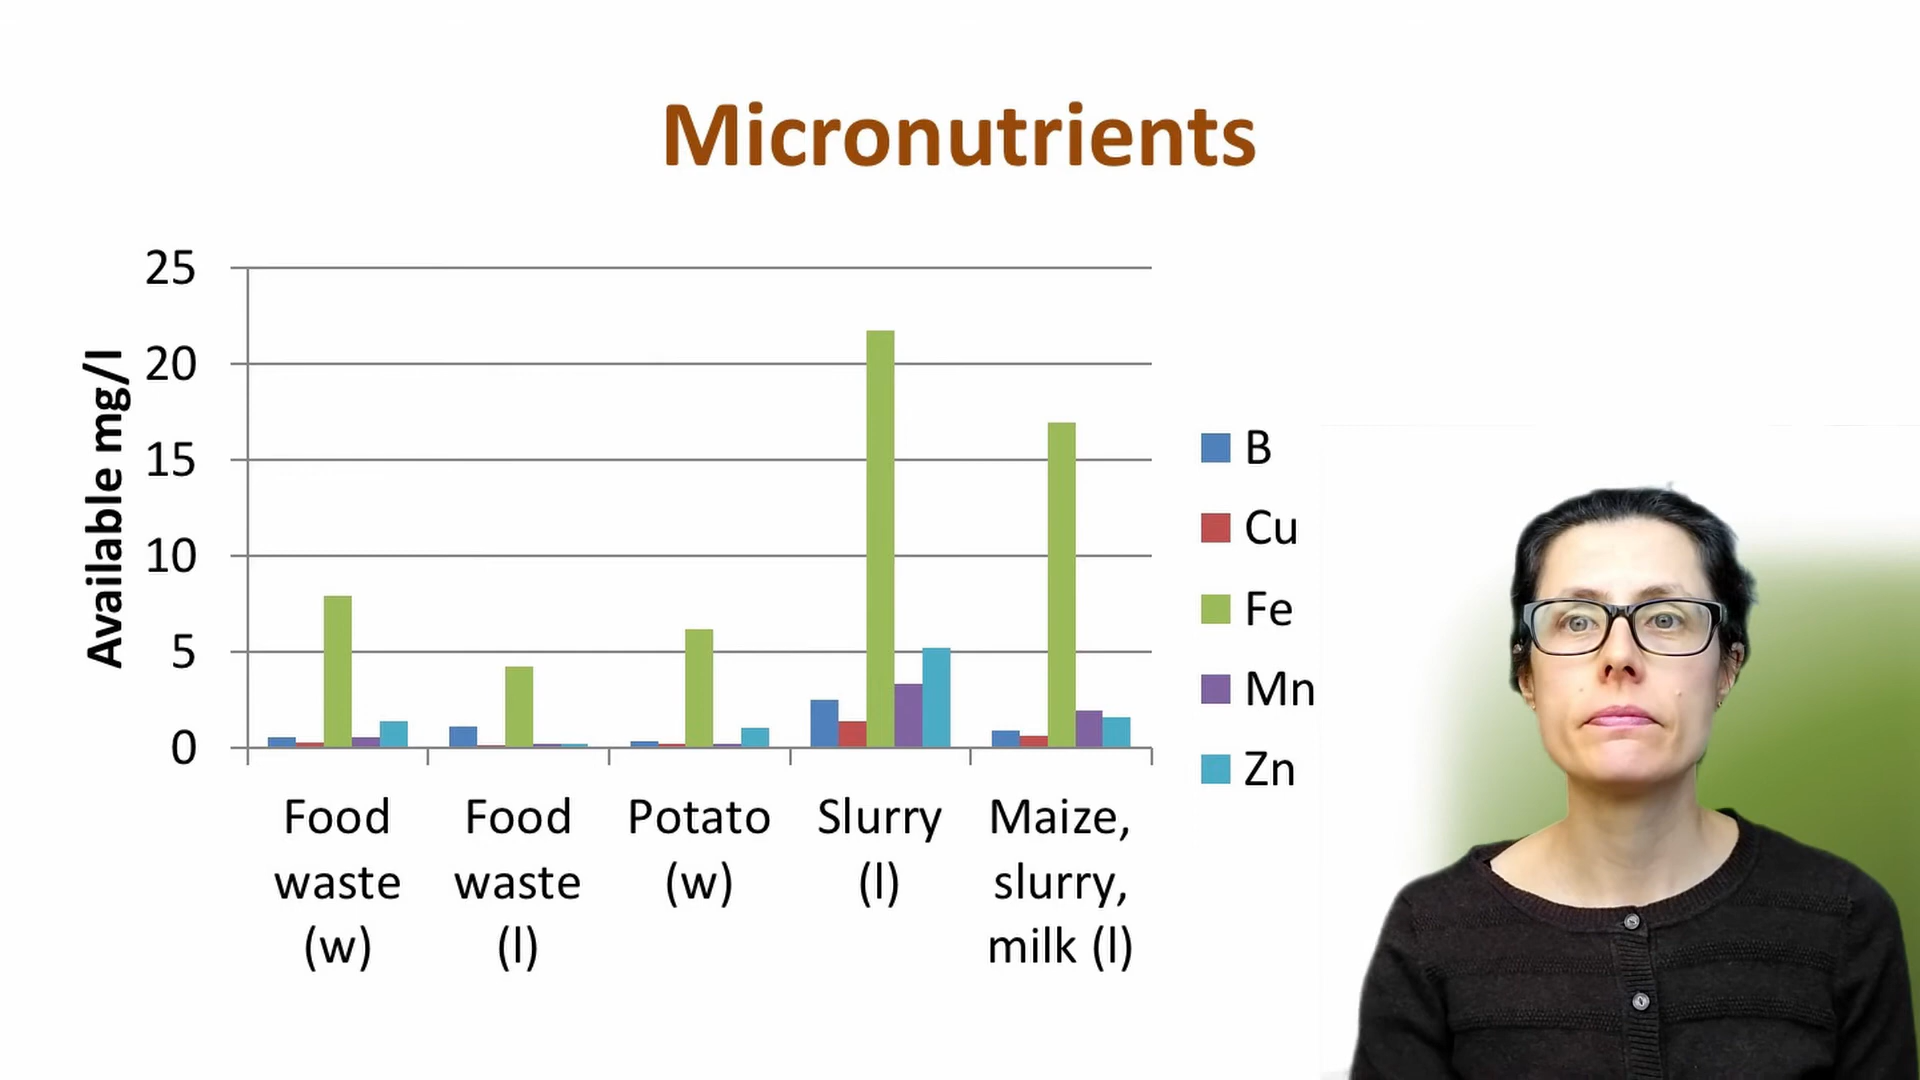 Micronutrients
Available mg/l
25
20
15
10
5
0
Food
waste
(w)
Food
waste
(l)
Potato
(w)
Slurry
(l)
Maize,
slurry,
milk (l)
B
Cu
Fe
Mn
Zn